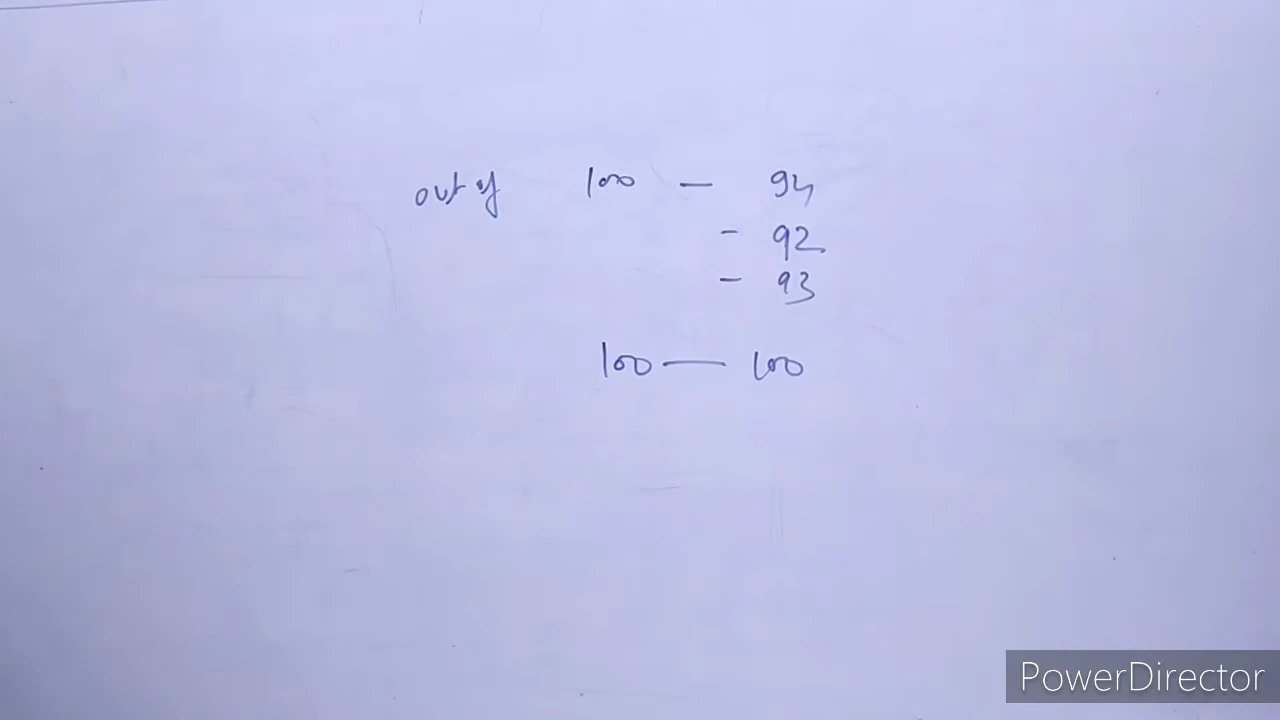 out of 100 — 94
- 92
- 93
100 — 100
PowerDirector